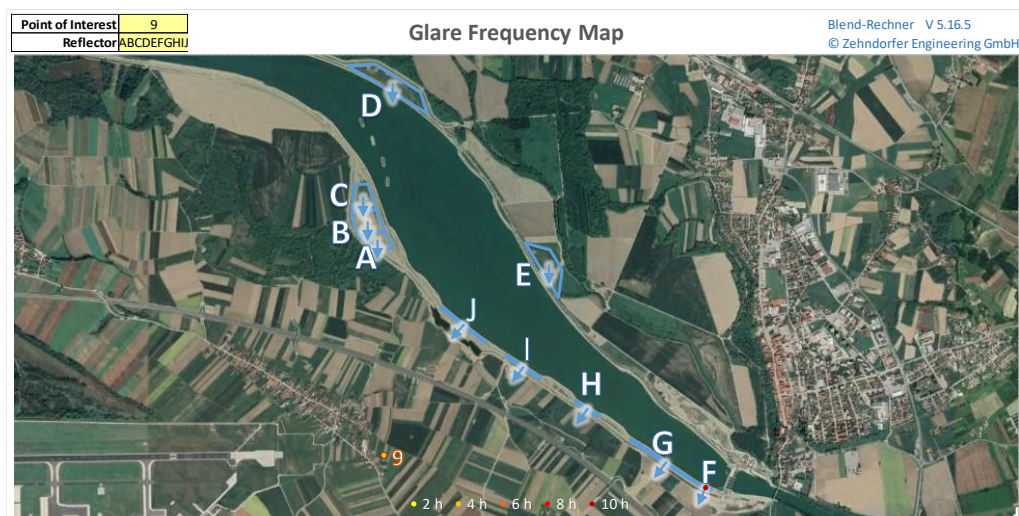 Point of Interest 9
Reflector ABCDEFGHIJ
Glare Frequency Map
Blend-Rechner V 5.16.5
© Zehndorfer Engineering GmbH
D
C
B
A
E
J
I
H
G
F
9
2 h 4 h 6 h 8 h 10 h